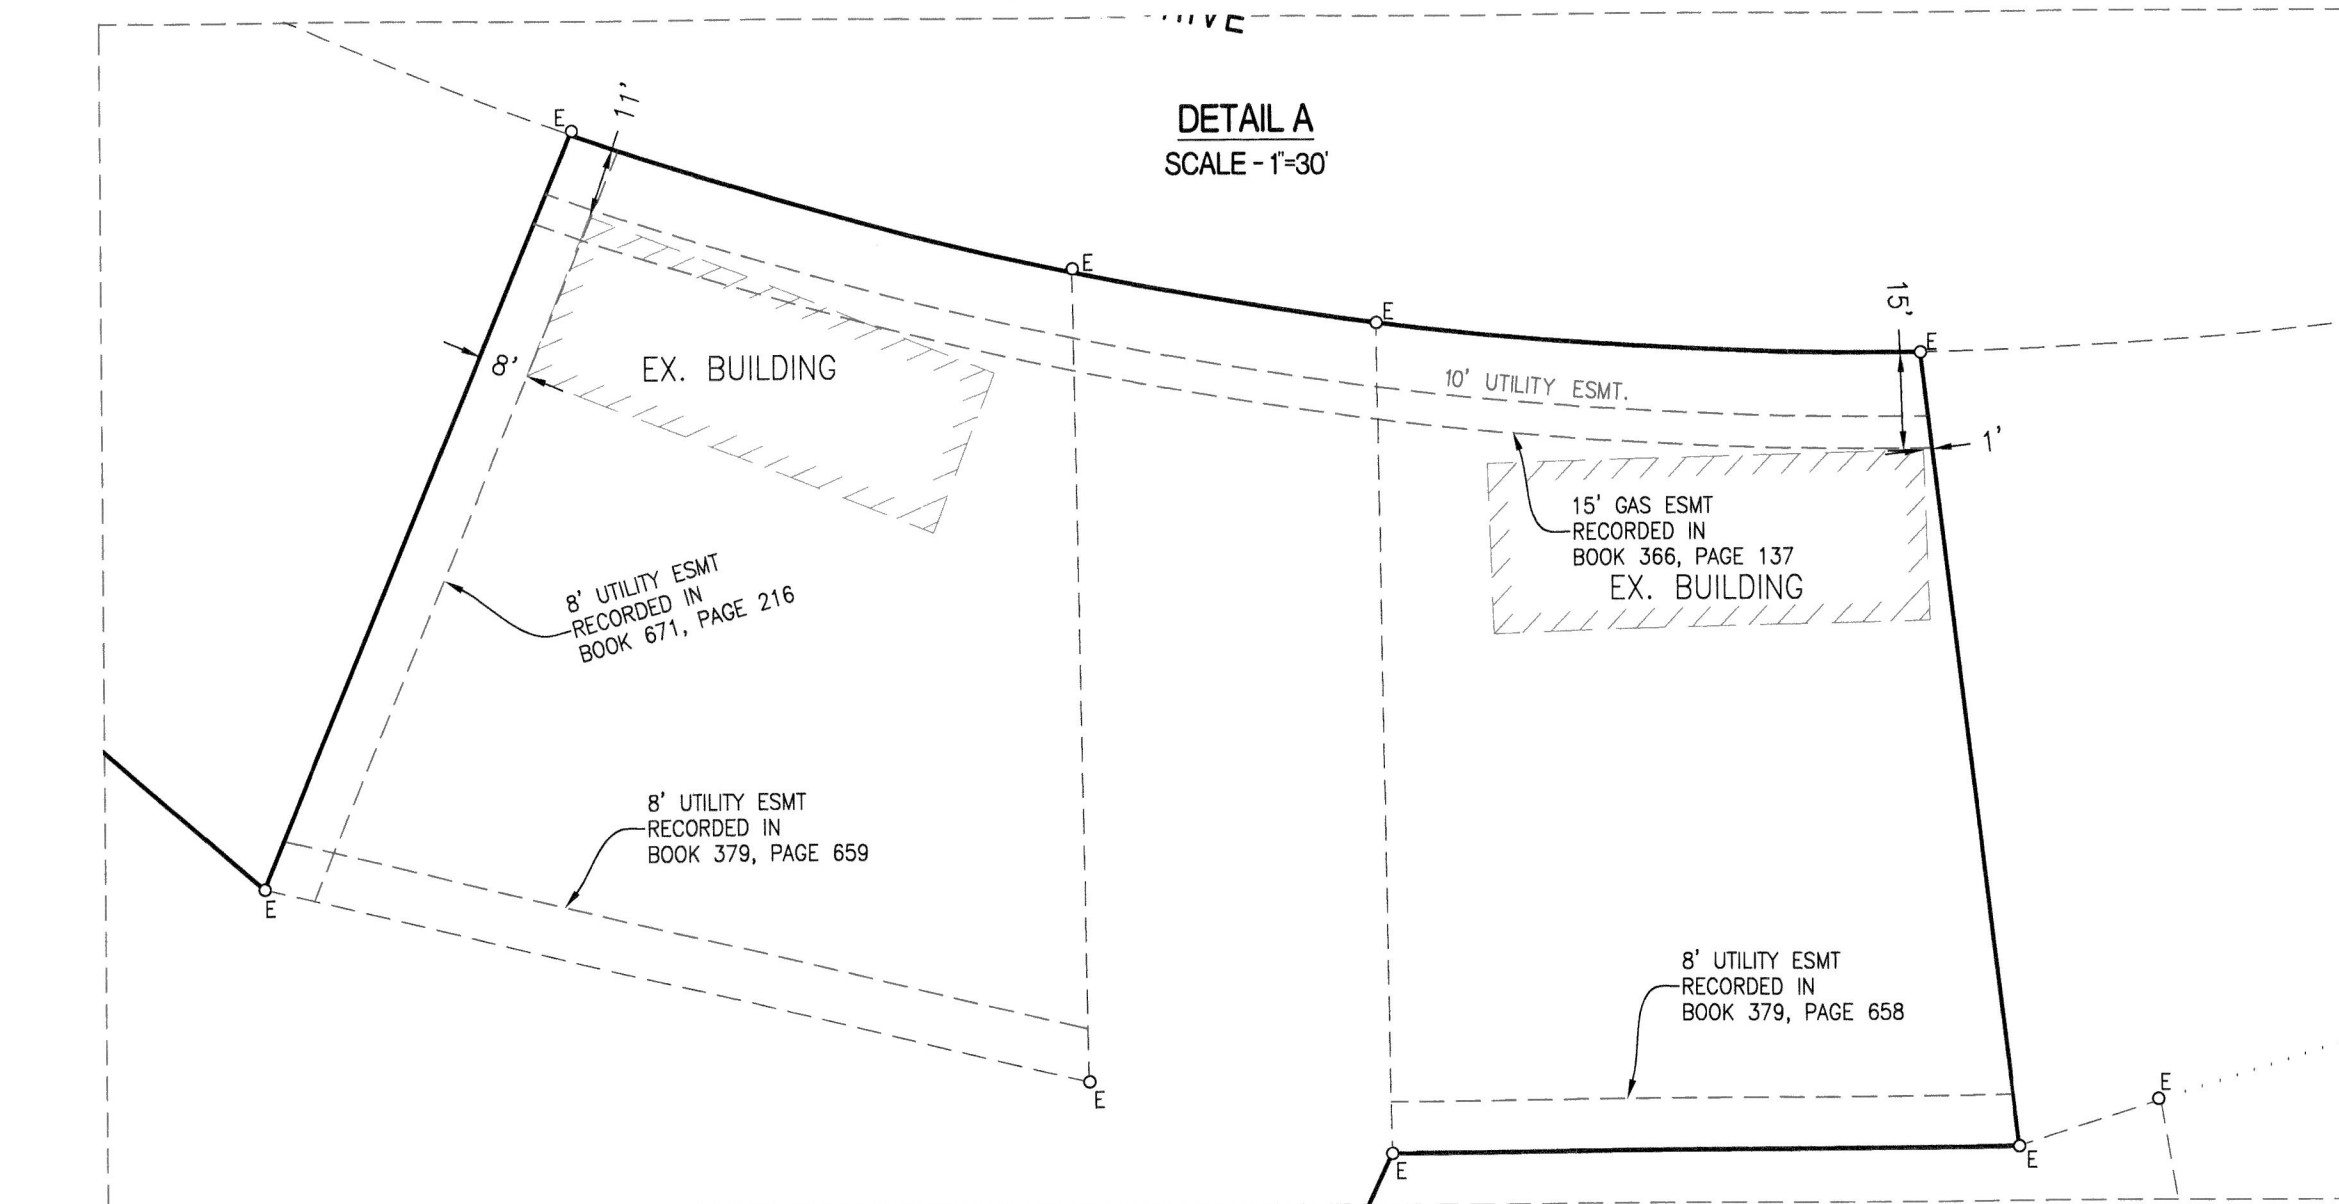 DETAIL A
SCALE - 1"=30'
E
11'
E
E
15'
E
8'
EX. BUILDING
10' UTILITY ESMT.
1'
15' GAS ESMT
RECORDED IN
BOOK 366, PAGE 137
EX. BUILDING
8' UTILITY ESMT
RECORDED IN
BOOK 671, PAGE 216
8' UTILITY ESMT
RECORDED IN
BOOK 379, PAGE 659
E
8' UTILITY ESMT
RECORDED IN
BOOK 379, PAGE 658
E
E
E
E